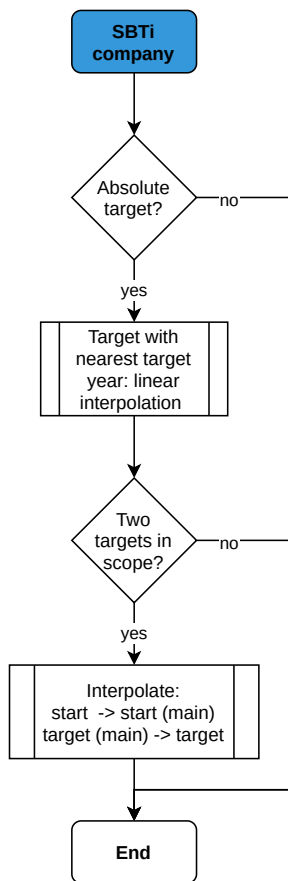 SBTi
company
Absolute
target?
no
yes
Target with
nearest target
year: linear
interpolation
Two
targets in
scope?
no
yes
Interpolate:
start -> start (main)
target (main) -> target
End